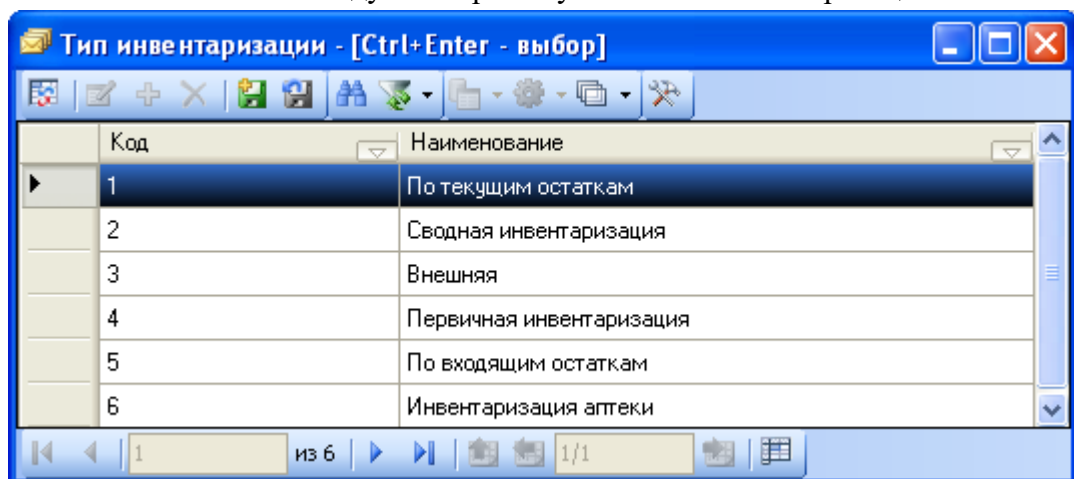 Тип инвентаризации - [Ctrl+Enter - выбор]
Код Наименование
1 По текущим остаткам
2 Сводная инвентаризация
3 Внешняя
4 Первичная инвентаризация
5 По входящим остаткам
6 Инвентаризация аптеки
1 из 6 1/1